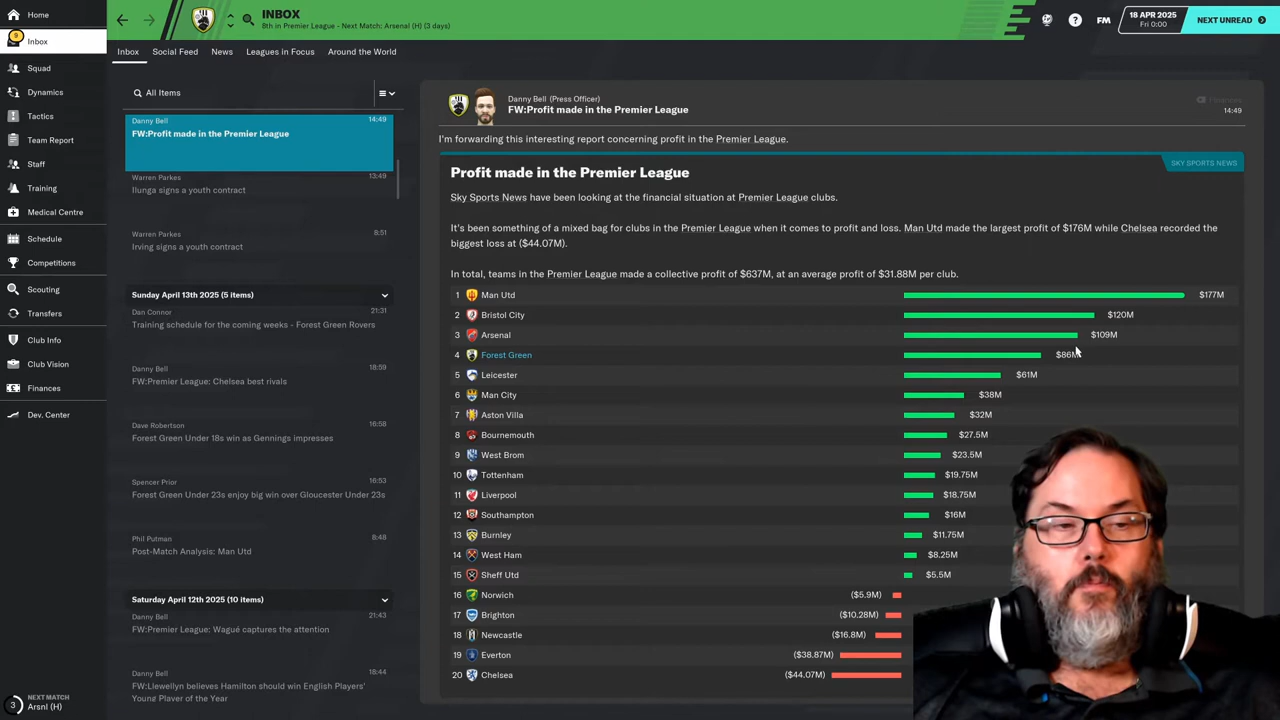 Home
9
Inbox
Squad
Dynamics
Tactics
Team Report
Staff
Training
Medical Centre
Schedule
Competitions
Scouting
Transfers
Club Info
Club Vision
Finances
Dev. Center
3
NEXT MATCH
Arsnl (H)
INBOX
8th in Premier League - Next Match: Arsenal (H) (3 days)
FM
18 APR 2025
Fri 0:00
NEXT UNREAD
Inbox
Social Feed
News
Leagues in Focus
Around the World
All Items
Danny Bell
14:49
FW:Profit made in the Premier League
Warren Parkes
13:49
Ilunga signs a youth contract
Warren Parkes
8:51
Irving signs a youth contract
Sunday April 13th 2025 (5 items)
Dan Connor
21:31
Training schedule for the coming weeks - Forest Green Rovers
Danny Bell
18:59
FW:Premier League: Chelsea best rivals
Dave Robertson
16:58
Forest Green Under 18s win as Gennings impresses
Spencer Prior
16:53
Forest Green Under 23s enjoy big win over Gloucester Under 23s
Phil Putman
8:48
Post-Match Analysis: Man Utd
Saturday April 12th 2025 (10 items)
Danny Bell
21:43
FW:Premier League: Wagué captures the attention
Danny Bell
18:44
FW:Llewellyn believes Hamilton should win English Players'
Young Player of the Year
Danny Bell (Press Officer)
FW:Profit made in the Premier League
Finances
14:49
I'm forwarding this interesting report concerning profit in the Premier League.
SKY SPORTS NEWS
Profit made in the Premier League
Sky Sports News have been looking at the financial situation at Premier League clubs.
It's been something of a mixed bag for clubs in the Premier League when it comes to profit and loss. Man Utd made the largest profit of $176M while Chelsea recorded the
biggest loss at ($44.07M).
In total, teams in the Premier League made a collective profit of $637M, at an average profit of $31.88M per club.
1 Man Utd $177M
2 Bristol City $120M
3 Arsenal $109M
4 Forest Green $86M
5 Leicester $61M
6 Man City $38M
7 Aston Villa $32M
8 Bournemouth $27.5M
9 West Brom $23.5M
10 Tottenham $19.75M
11 Liverpool $18.75M
12 Southampton $16M
13 Burnley $11.75M
14 West Ham $8.25M
15 Sheff Utd $5.5M
16 Norwich ($5.9M)
17 Brighton ($10.28M)
18 Newcastle ($16.8M)
19 Everton ($38.87M)
20 Chelsea ($44.07M)